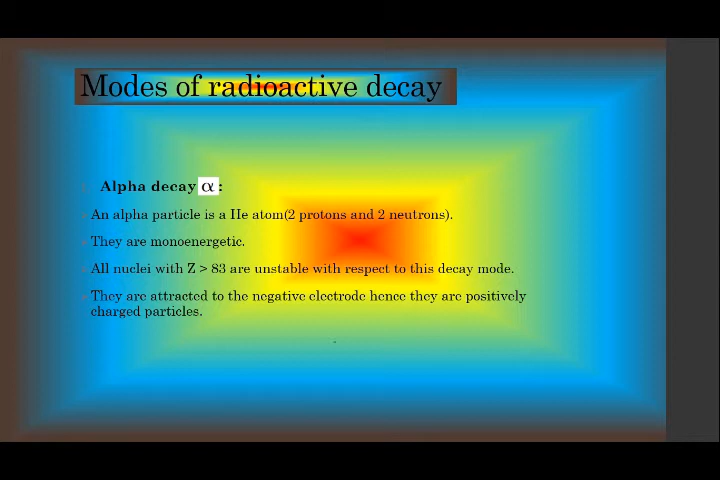 Modes of radioactive decay
Alpha decay α:
An alpha particle is a He atom(2 protons and 2 neutrons).
They are monoenergetic.
All nuclei with Z > 83 are unstable with respect to this decay mode.
They are attracted to the negative electrode hence they are positively
charged particles.